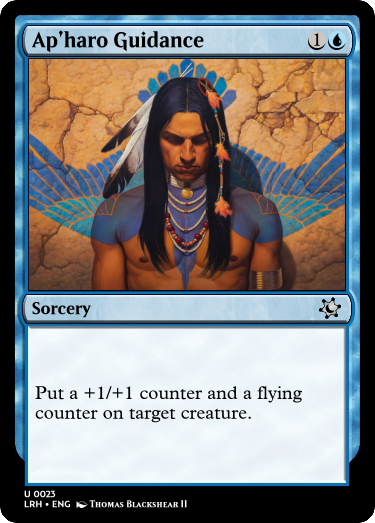 Ap'haro Guidance
1
Sorcery
Put a +1/+1 counter and a flying
counter on target creature.
U 0023
LRH • ENG Thomas Blackshear II